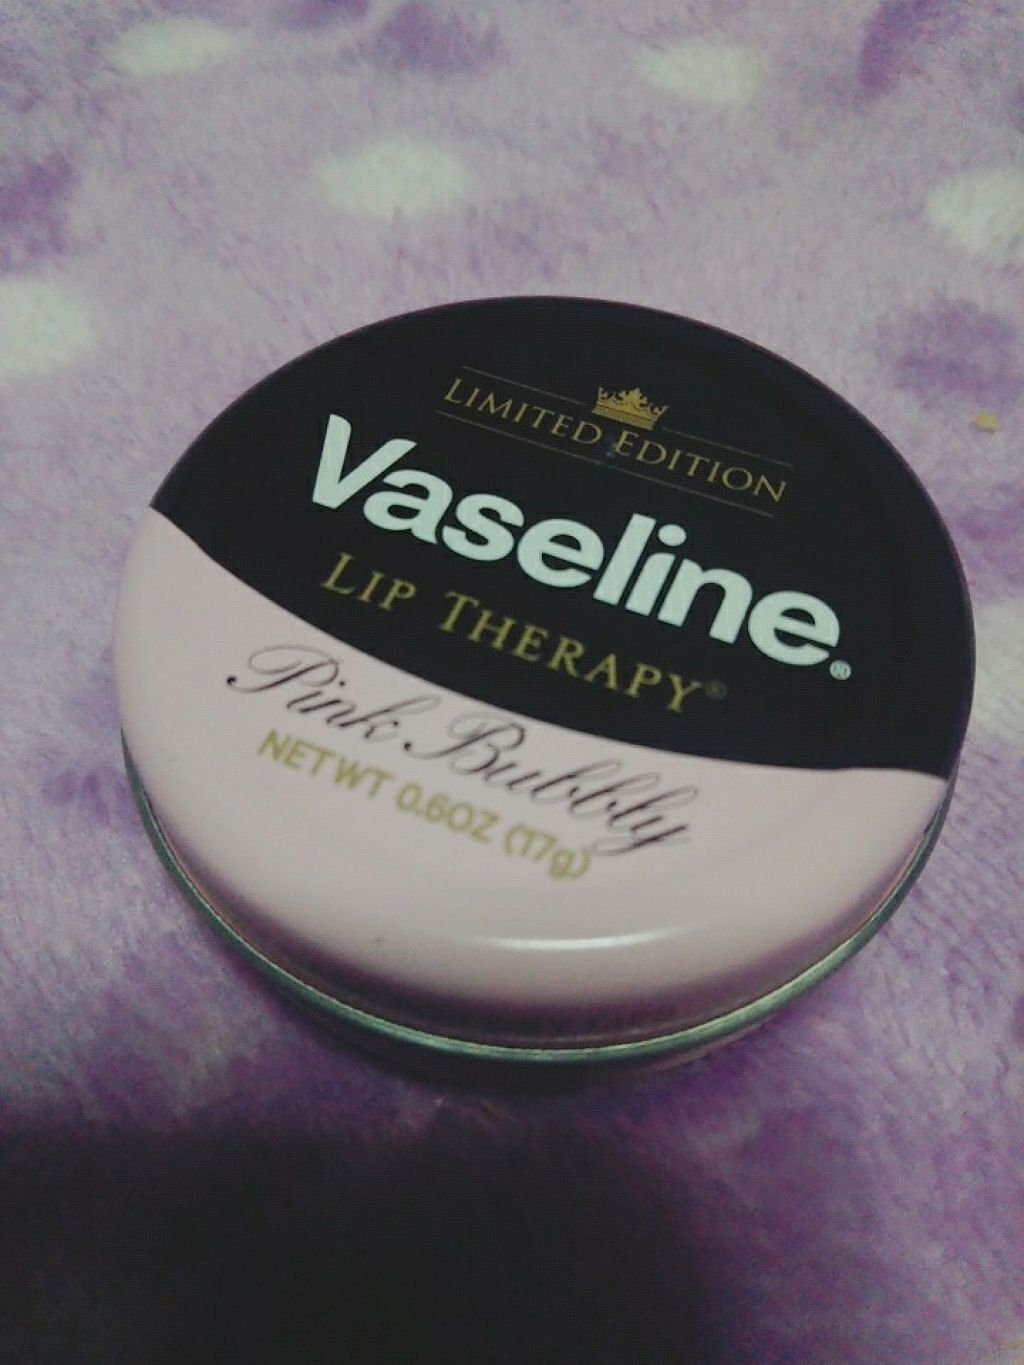 LIMITED EDITION
Vaseline®
LIP THERAPY®
Pink Bubbly
NET WT 0.6OZ (17g)